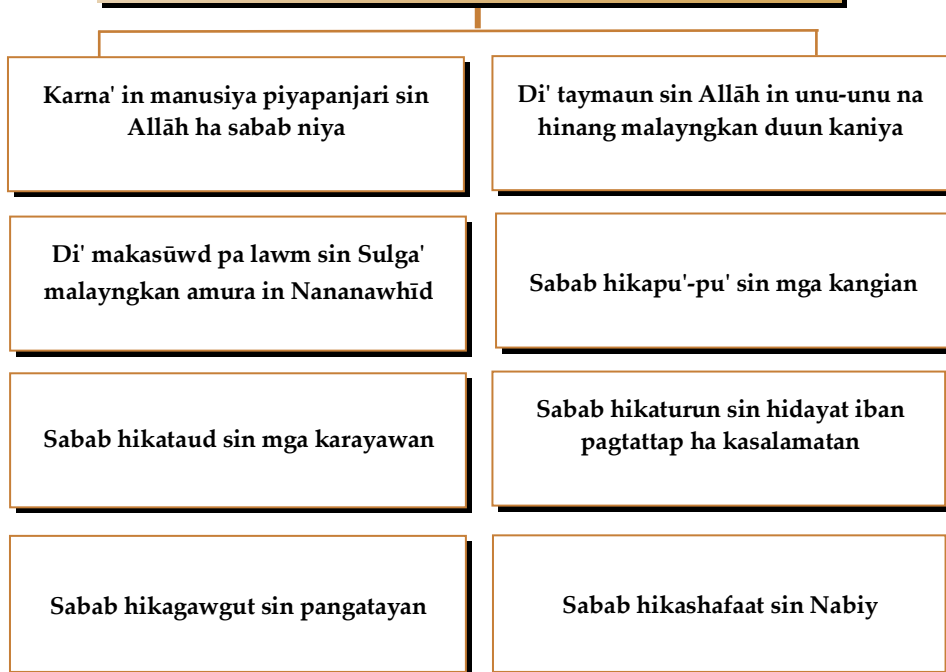 Karna' in manusiya piyapanjari sin
Allāh ha sabab niya
Di' taymaun sin Allāh in unu-unu na
hinang malayngkan duun kaniya
Di' makasūwd pa lawm sin Sulga'
malayngkan amura in Nananawhīd
Sabab hikapu'-pu' sin mga kangian
Sabab hikataud sin mga karayawan
Sabab hikaturun sin hidayat iban
pagtattap ha kasalamatan
Sabab hikagawgut sin pangatayan
Sabab hikashafaat sin Nabiy